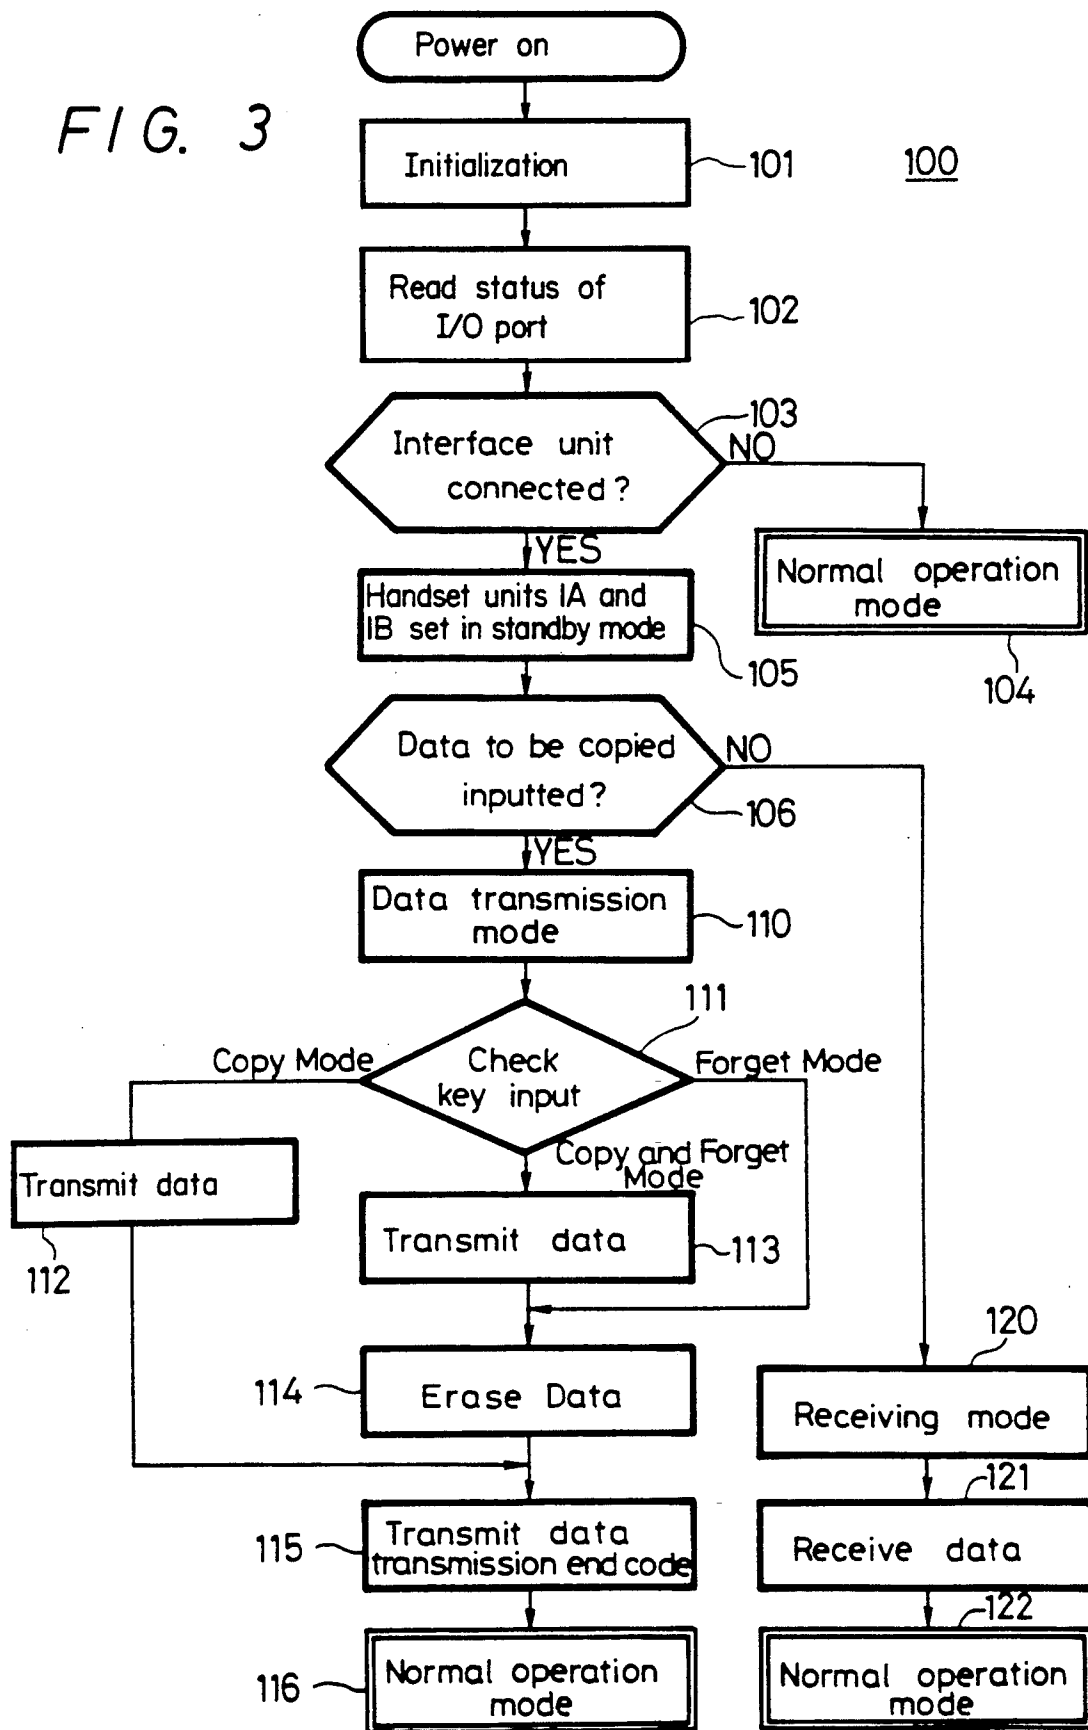 Power on
FIG. 3
Initialization
101
100
Read status of
I/O port
102
103
Interface unit
connected?
NO
YES
Normal operation
mode
104
Handset units 1A and
1B set in standby mode
105
Data to be copied
inputted?
NO
106
YES
Data transmission
mode
110
111
Copy Mode
Check
key input
Forget Mode
Copy and Forget
Mode
Transmit data
112
Transmit data
113
120
114
Erase Data
Receiving mode
121
115
Transmit data
transmission end code
Receive data
122
116
Normal operation
mode
Normal operation
mode